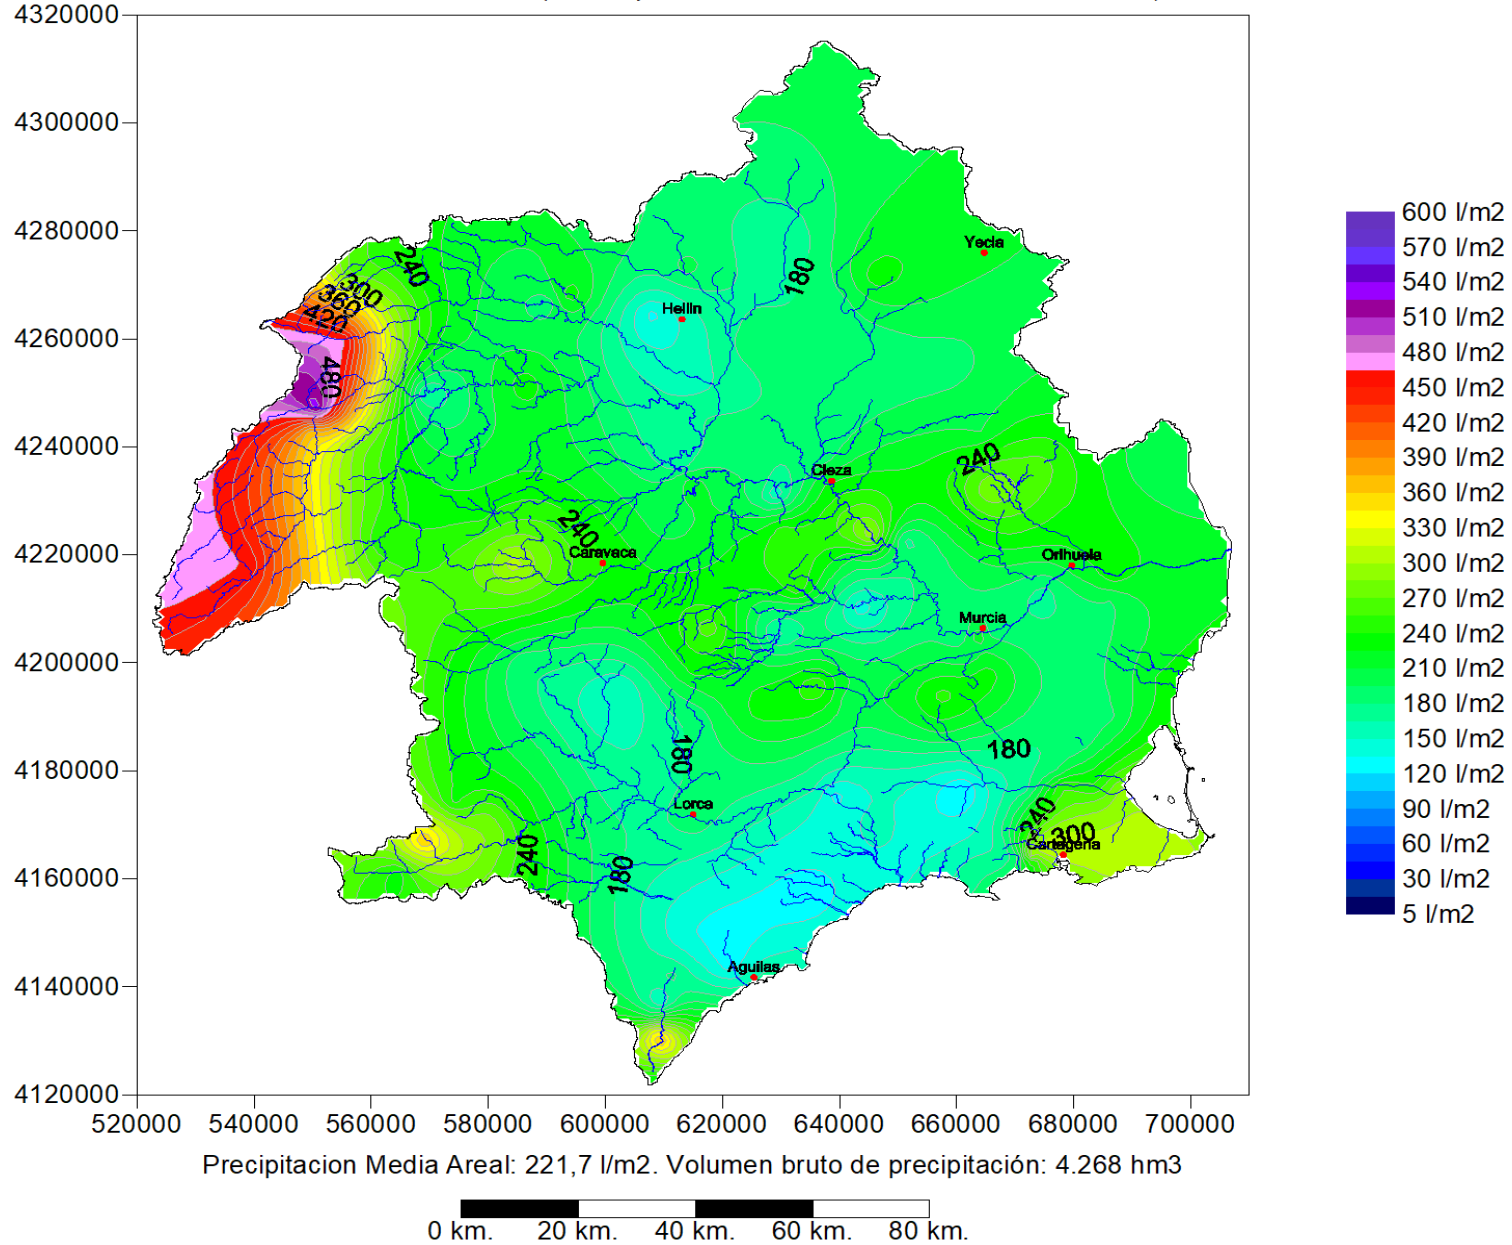 4320000
4300000
4280000
4260000
4240000
4220000
4200000
4180000
4160000
4140000
4120000
520000 540000 560000 580000 600000 620000 640000 660000 680000 700000
240
300
360
420
480
180
Yecla
Hellin
Cieza
240
240
Caravaca
Orihuela
Murcia
180
180
Lorca
240
300
Cartagena
240
180
Aguilas
600 l/m2
570 l/m2
540 l/m2
510 l/m2
480 l/m2
450 l/m2
420 l/m2
390 l/m2
360 l/m2
330 l/m2
300 l/m2
270 l/m2
240 l/m2
210 l/m2
180 l/m2
150 l/m2
120 l/m2
90 l/m2
60 l/m2
30 l/m2
5 l/m2
Precipitacion Media Areal: 221,7 l/m2. Volumen bruto de precipitación: 4.268 hm3
0 km. 20 km. 40 km. 60 km. 80 km.